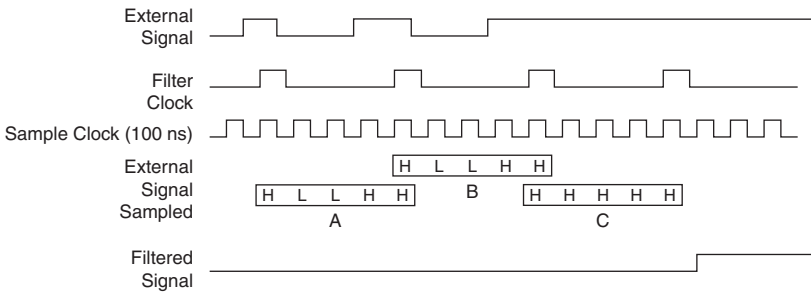 External
Signal
Filter
Clock
Sample Clock (100 ns)
External
Signal
Sampled
H L L H H
B
H L L H H
A
H H H H H
C
Filtered
Signal